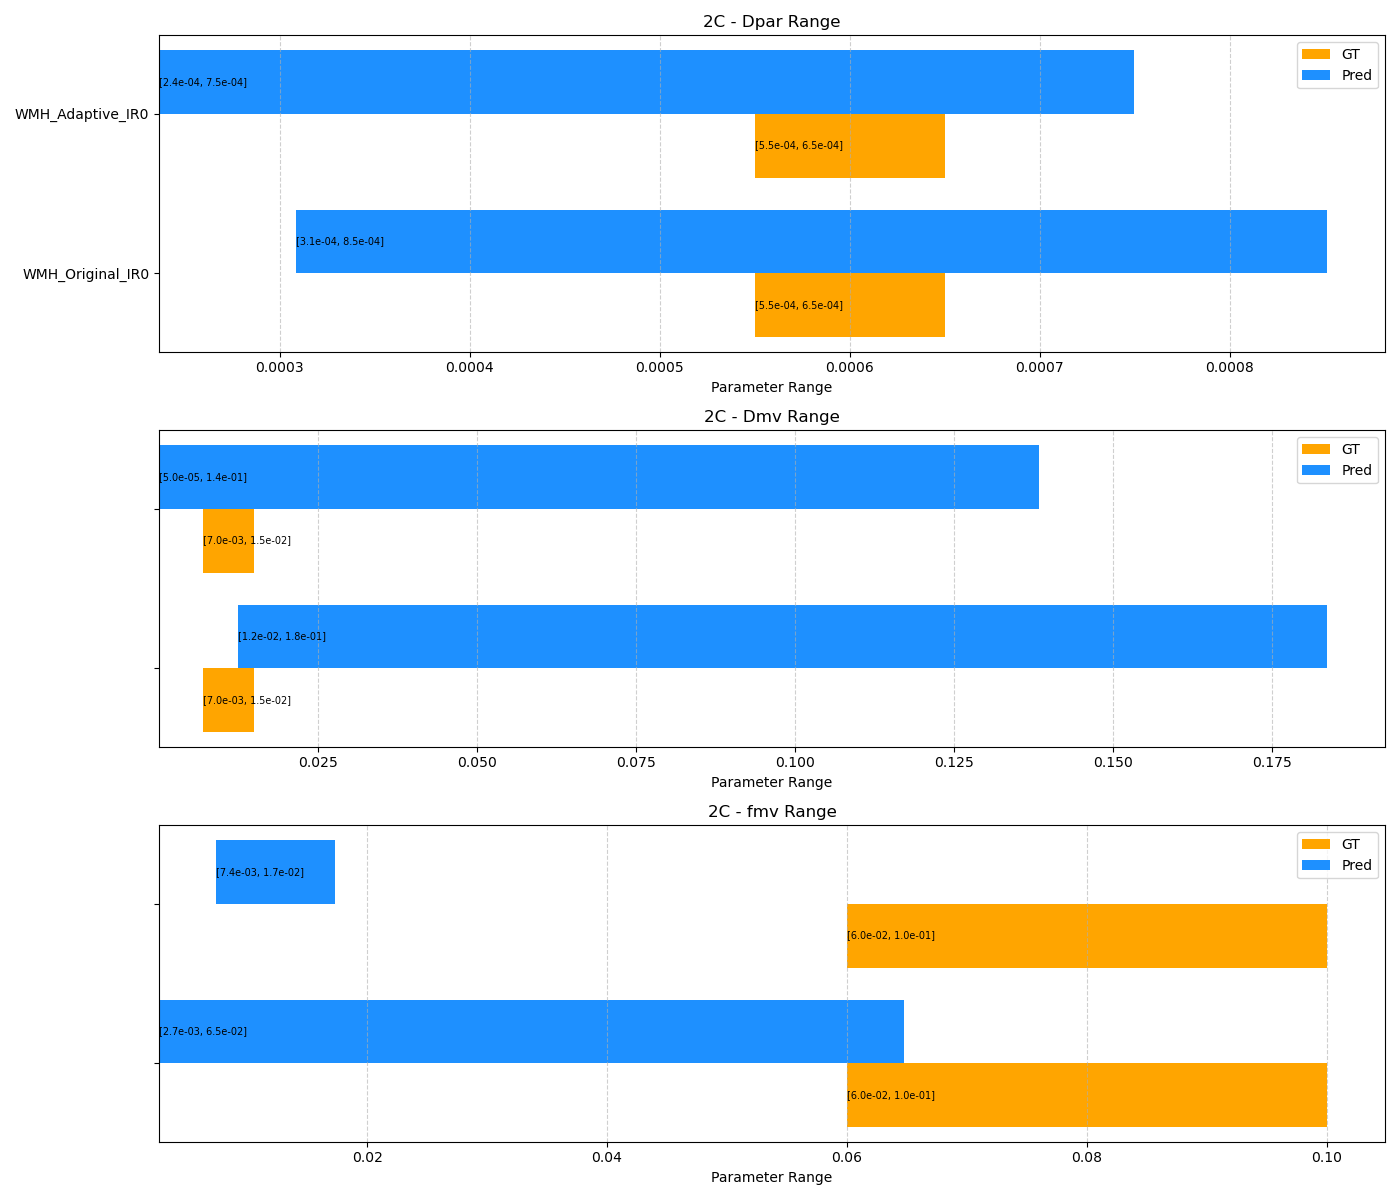 2C - Dpar Range
GT
Pred
[2.4e-04, 7.5e-04]
WMH_Adaptive_IR0
[5.5e-04, 6.5e-04]
[3.1e-04, 8.5e-04]
WMH_Original_IR0
[5.5e-04, 6.5e-04]
0.0003 0.0004 0.0005 0.0006 0.0007 0.0008
Parameter Range
2C - Dmv Range
GT
Pred
[5.0e-05, 1.4e-01]
[7.0e-03, 1.5e-02]
[1.2e-02, 1.8e-01]
[7.0e-03, 1.5e-02]
0.025 0.050 0.075 0.100 0.125 0.150 0.175
Parameter Range
2C - fmv Range
GT
Pred
[7.4e-03, 1.7e-02]
[6.0e-02, 1.0e-01]
[2.7e-03, 6.5e-02]
[6.0e-02, 1.0e-01]
0.02 0.04 0.06 0.08 0.10
Parameter Range